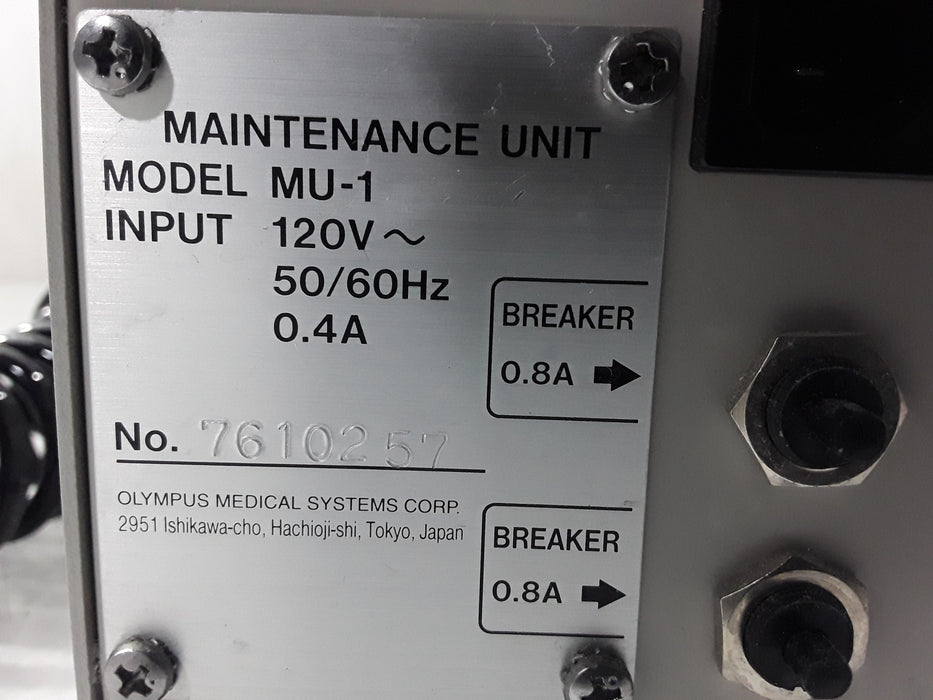 MAINTENANCE UNIT
MODEL MU-1
INPUT 120V～
50/60Hz
0.4A
BREAKER
0.8A ➡
No. 7610257
OLYMPUS MEDICAL SYSTEMS CORP.
2951 Ishikawa-cho, Hachioji-shi, Tokyo, Japan
BREAKER
0.8A ➡